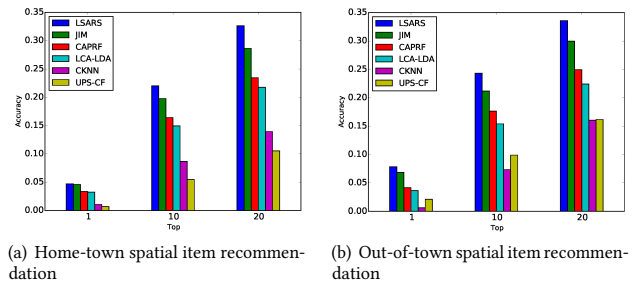 0.35
0.30
0.25
0.20
0.15
0.10
0.05
0.00
Accuracy
LSARS
JIM
CAPRF
LCA-LDA
CKNN
UPS-CF
1 10 20
Top
(a) Home-town spatial item recommen-
dation
0.35
0.30
0.25
0.20
0.15
0.10
0.05
0.00
Accuracy
LSARS
JIM
CAPRF
LCA-LDA
CKNN
UPS-CF
1 10 20
Top
(b) Out-of-town spatial item recommen-
dation